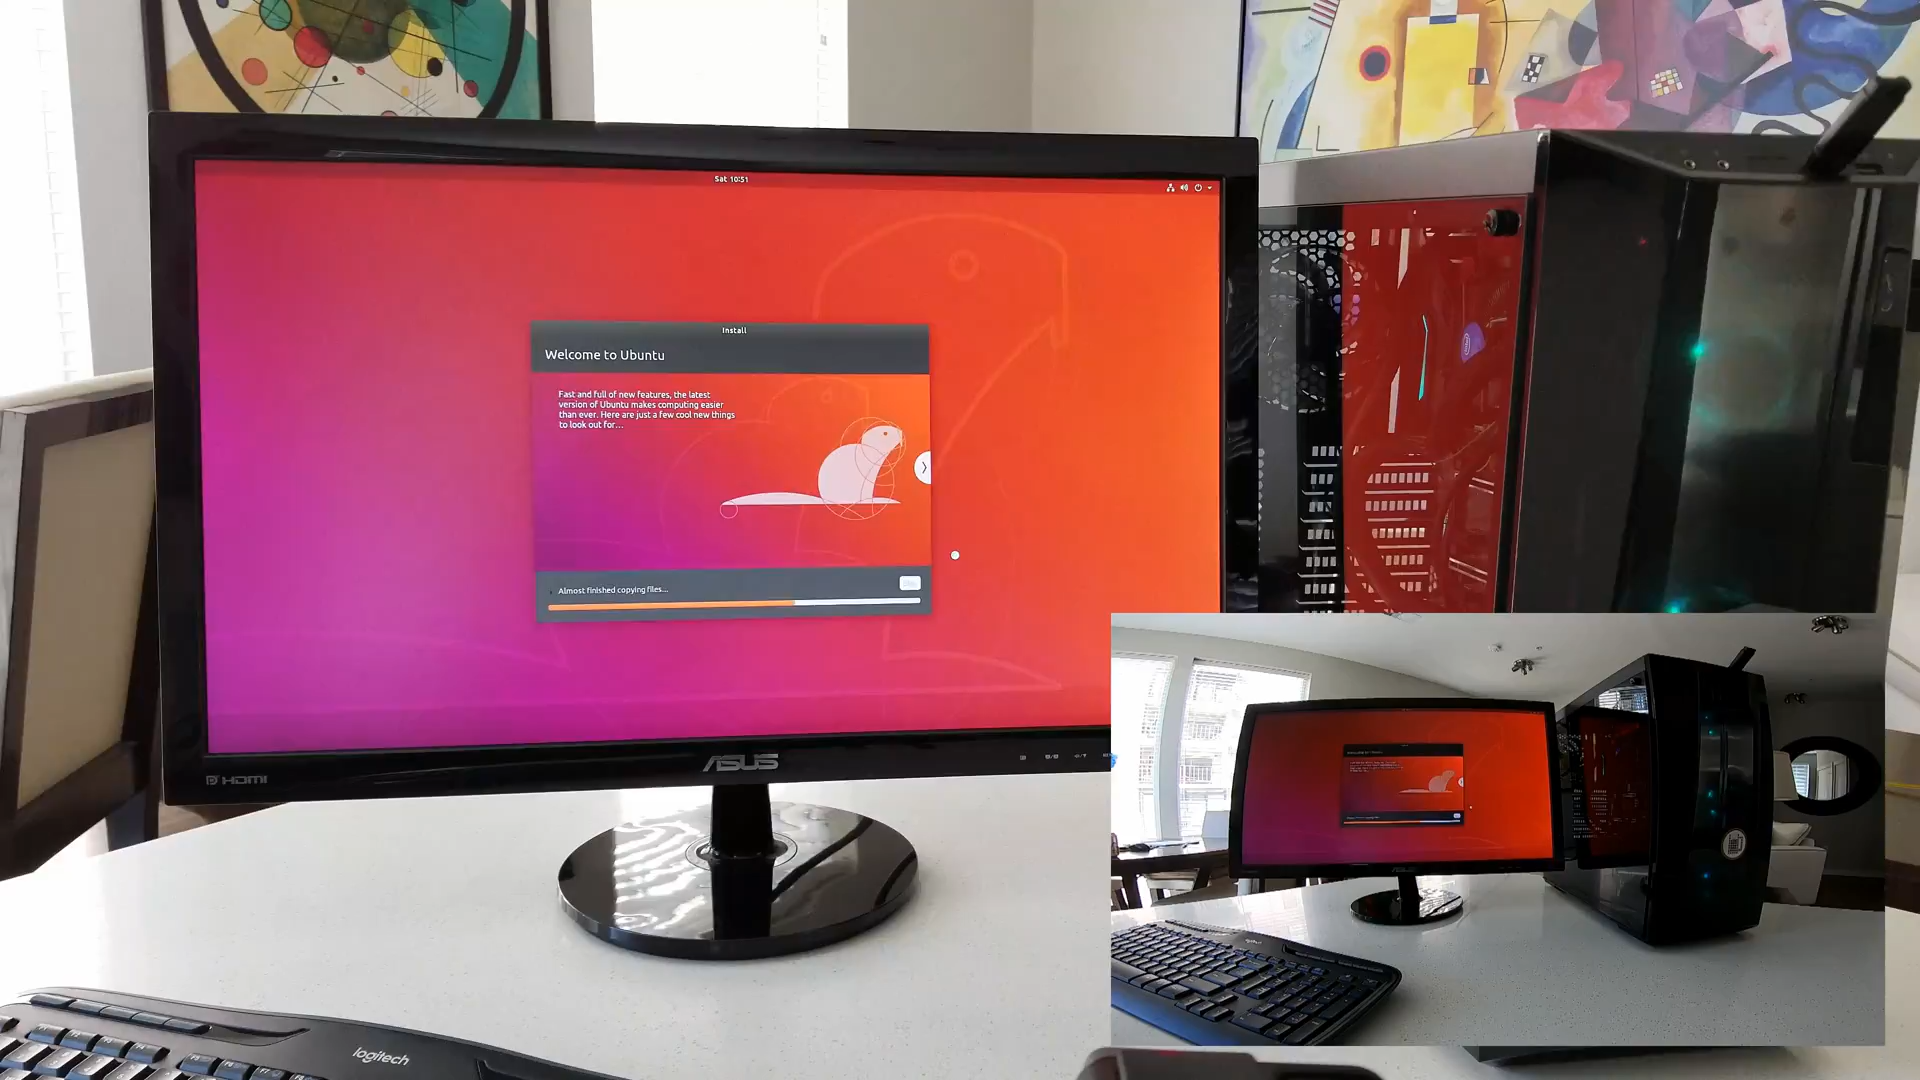 Sat 10:51
Install
Welcome to Ubuntu
Fast and full of new features, the latest
version of Ubuntu makes computing easier
than ever. Here are just a few cool new things
to look out for...
Almost finished copying files...
HDMI
ASUS
logitech